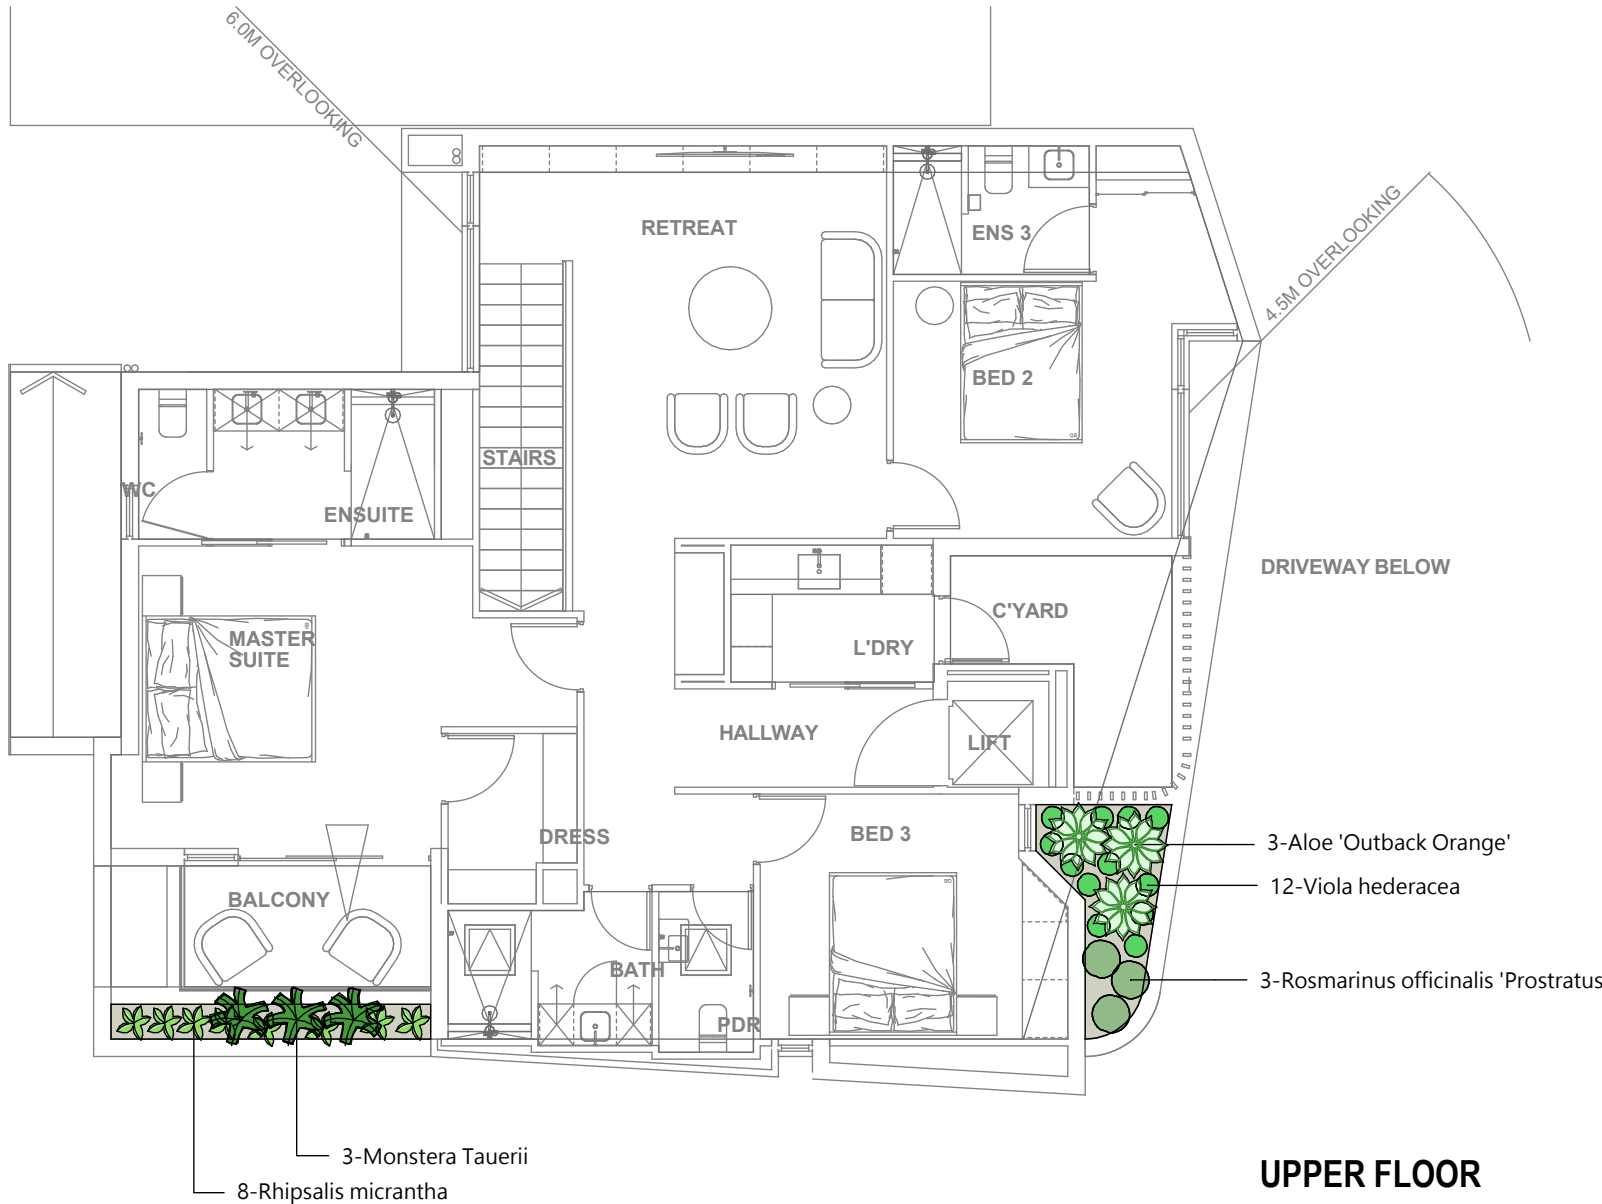 6.0M OVERLOOKING
RETREAT
ENS 3
4.5M OVERLOOKING
BED 2
STAIRS
WC
ENSUITE
DRIVEWAY BELOW
C'YARD
MASTER
SUITE
L'DRY
HALLWAY
LIFT
DRESS
BED 3
3-Aloe 'Outback Orange'
12-Viola hederacea
BALCONY
BATH
3-Rosmarinus officinalis 'Prostratus
PDR
3-Monstera Tauerii
8-Rhipsalis micrantha
UPPER FLOOR